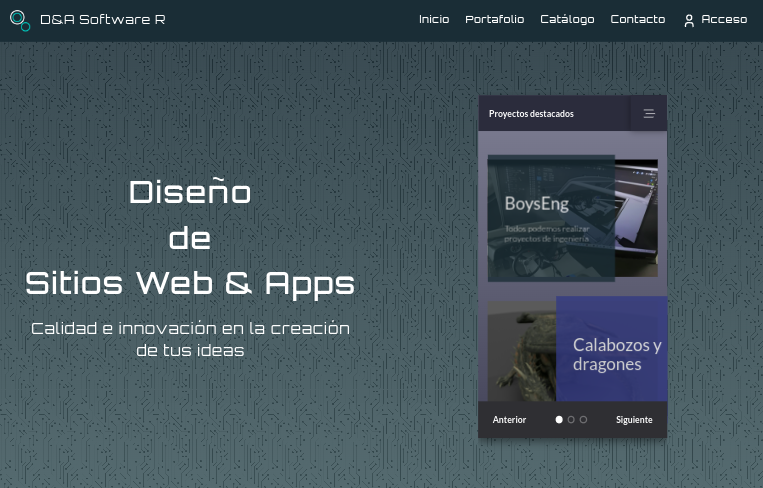 D&A Software R
Inicio Portafolio Catálogo Contacto Acceso
Diseño
de
Sitios Web & Apps
Calidad e innovación en la creación
de tus ideas
Proyectos destacados
BoysEng
Todos podemos realizar
proyectos de ingeniería
Calabozos y
dragones
Anterior Siguiente